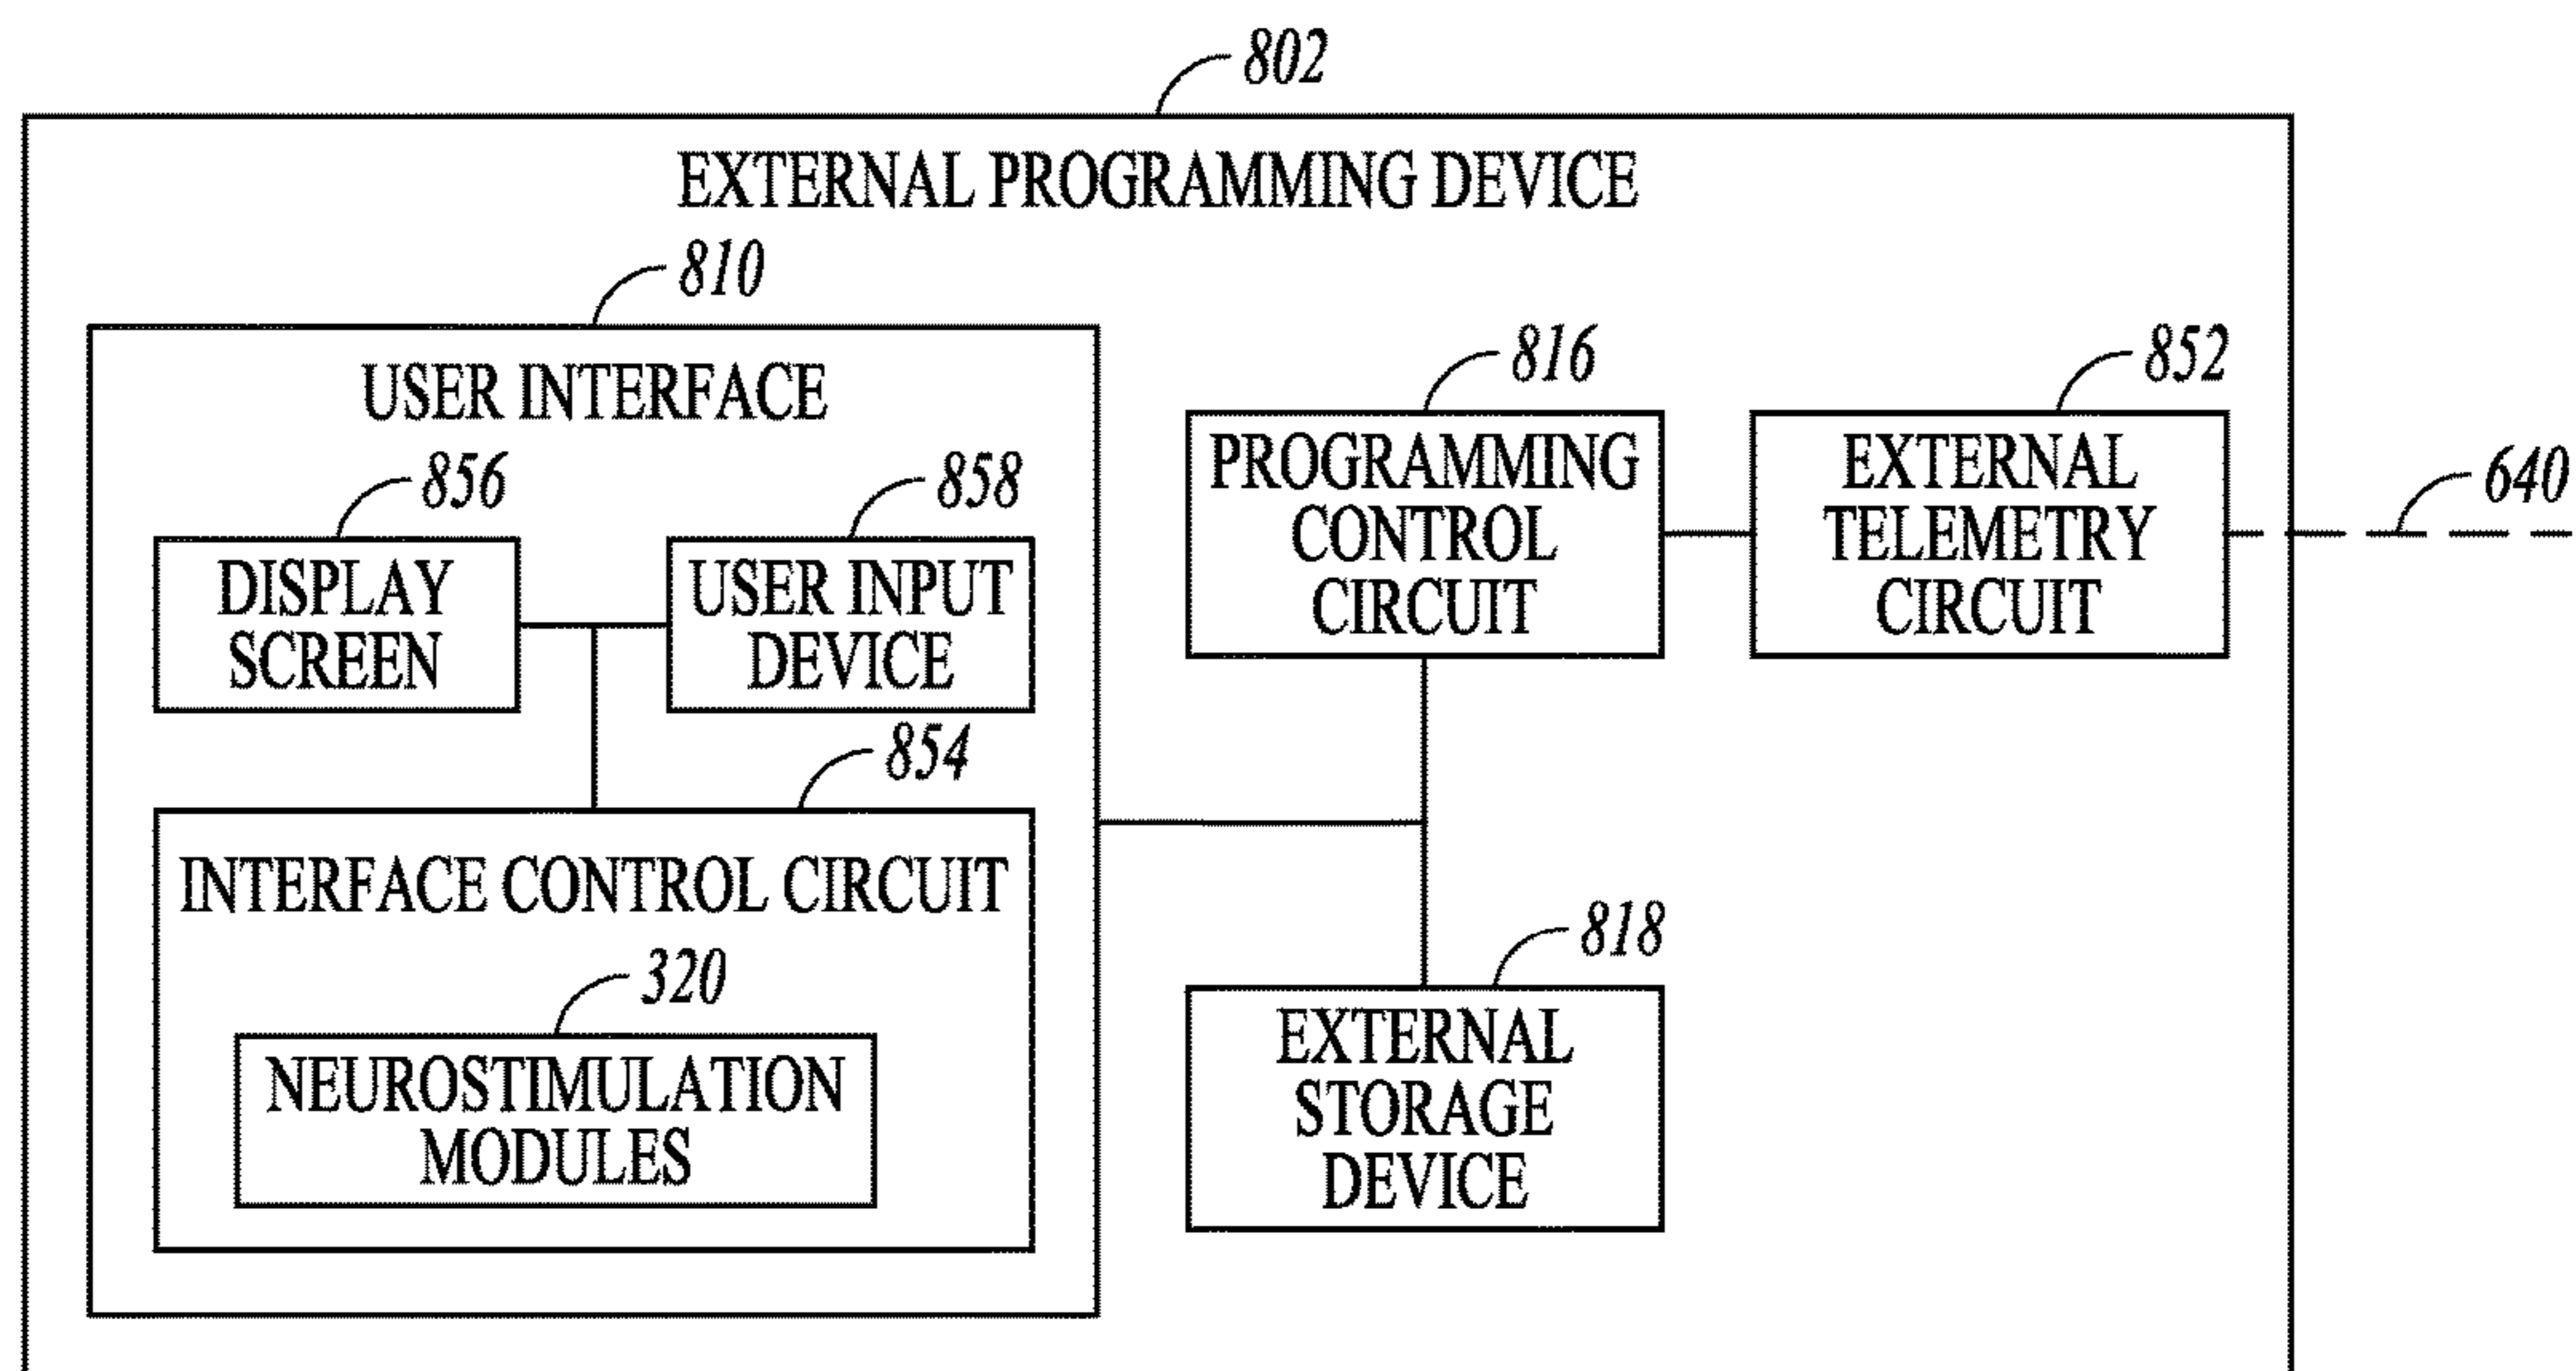 802
EXTERNAL PROGRAMMING DEVICE
810
USER INTERFACE
856
DISPLAY
SCREEN
858
USER INPUT
DEVICE
854
INTERFACE CONTROL CIRCUIT
320
NEUROSTIMULATION
MODULES
816
PROGRAMMING
CONTROL
CIRCUIT
852
EXTERNAL
TELEMETRY
CIRCUIT
640
818
EXTERNAL
STORAGE
DEVICE